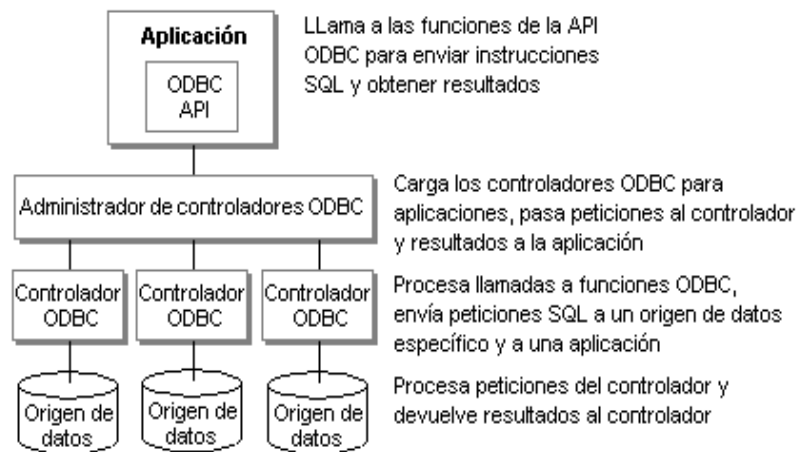 Aplicación
ODBC
API
LLama a las funciones de la API
ODBC para enviar instrucciones
SQL y obtener resultados
Administrador de controladores ODBC
Carga los controladores ODBC para
aplicaciones, pasa peticiones al controlador
y resultados a la aplicación
Controlador
ODBC
Controlador
ODBC
Controlador
ODBC
Procesa llamadas a funciones ODBC,
envía peticiones SQL a un origen de datos
específico y a una aplicación
Origen de
datos
Origen de
datos
Origen de
datos
Procesa peticiones del controlador y
devuelve resultados al controlador